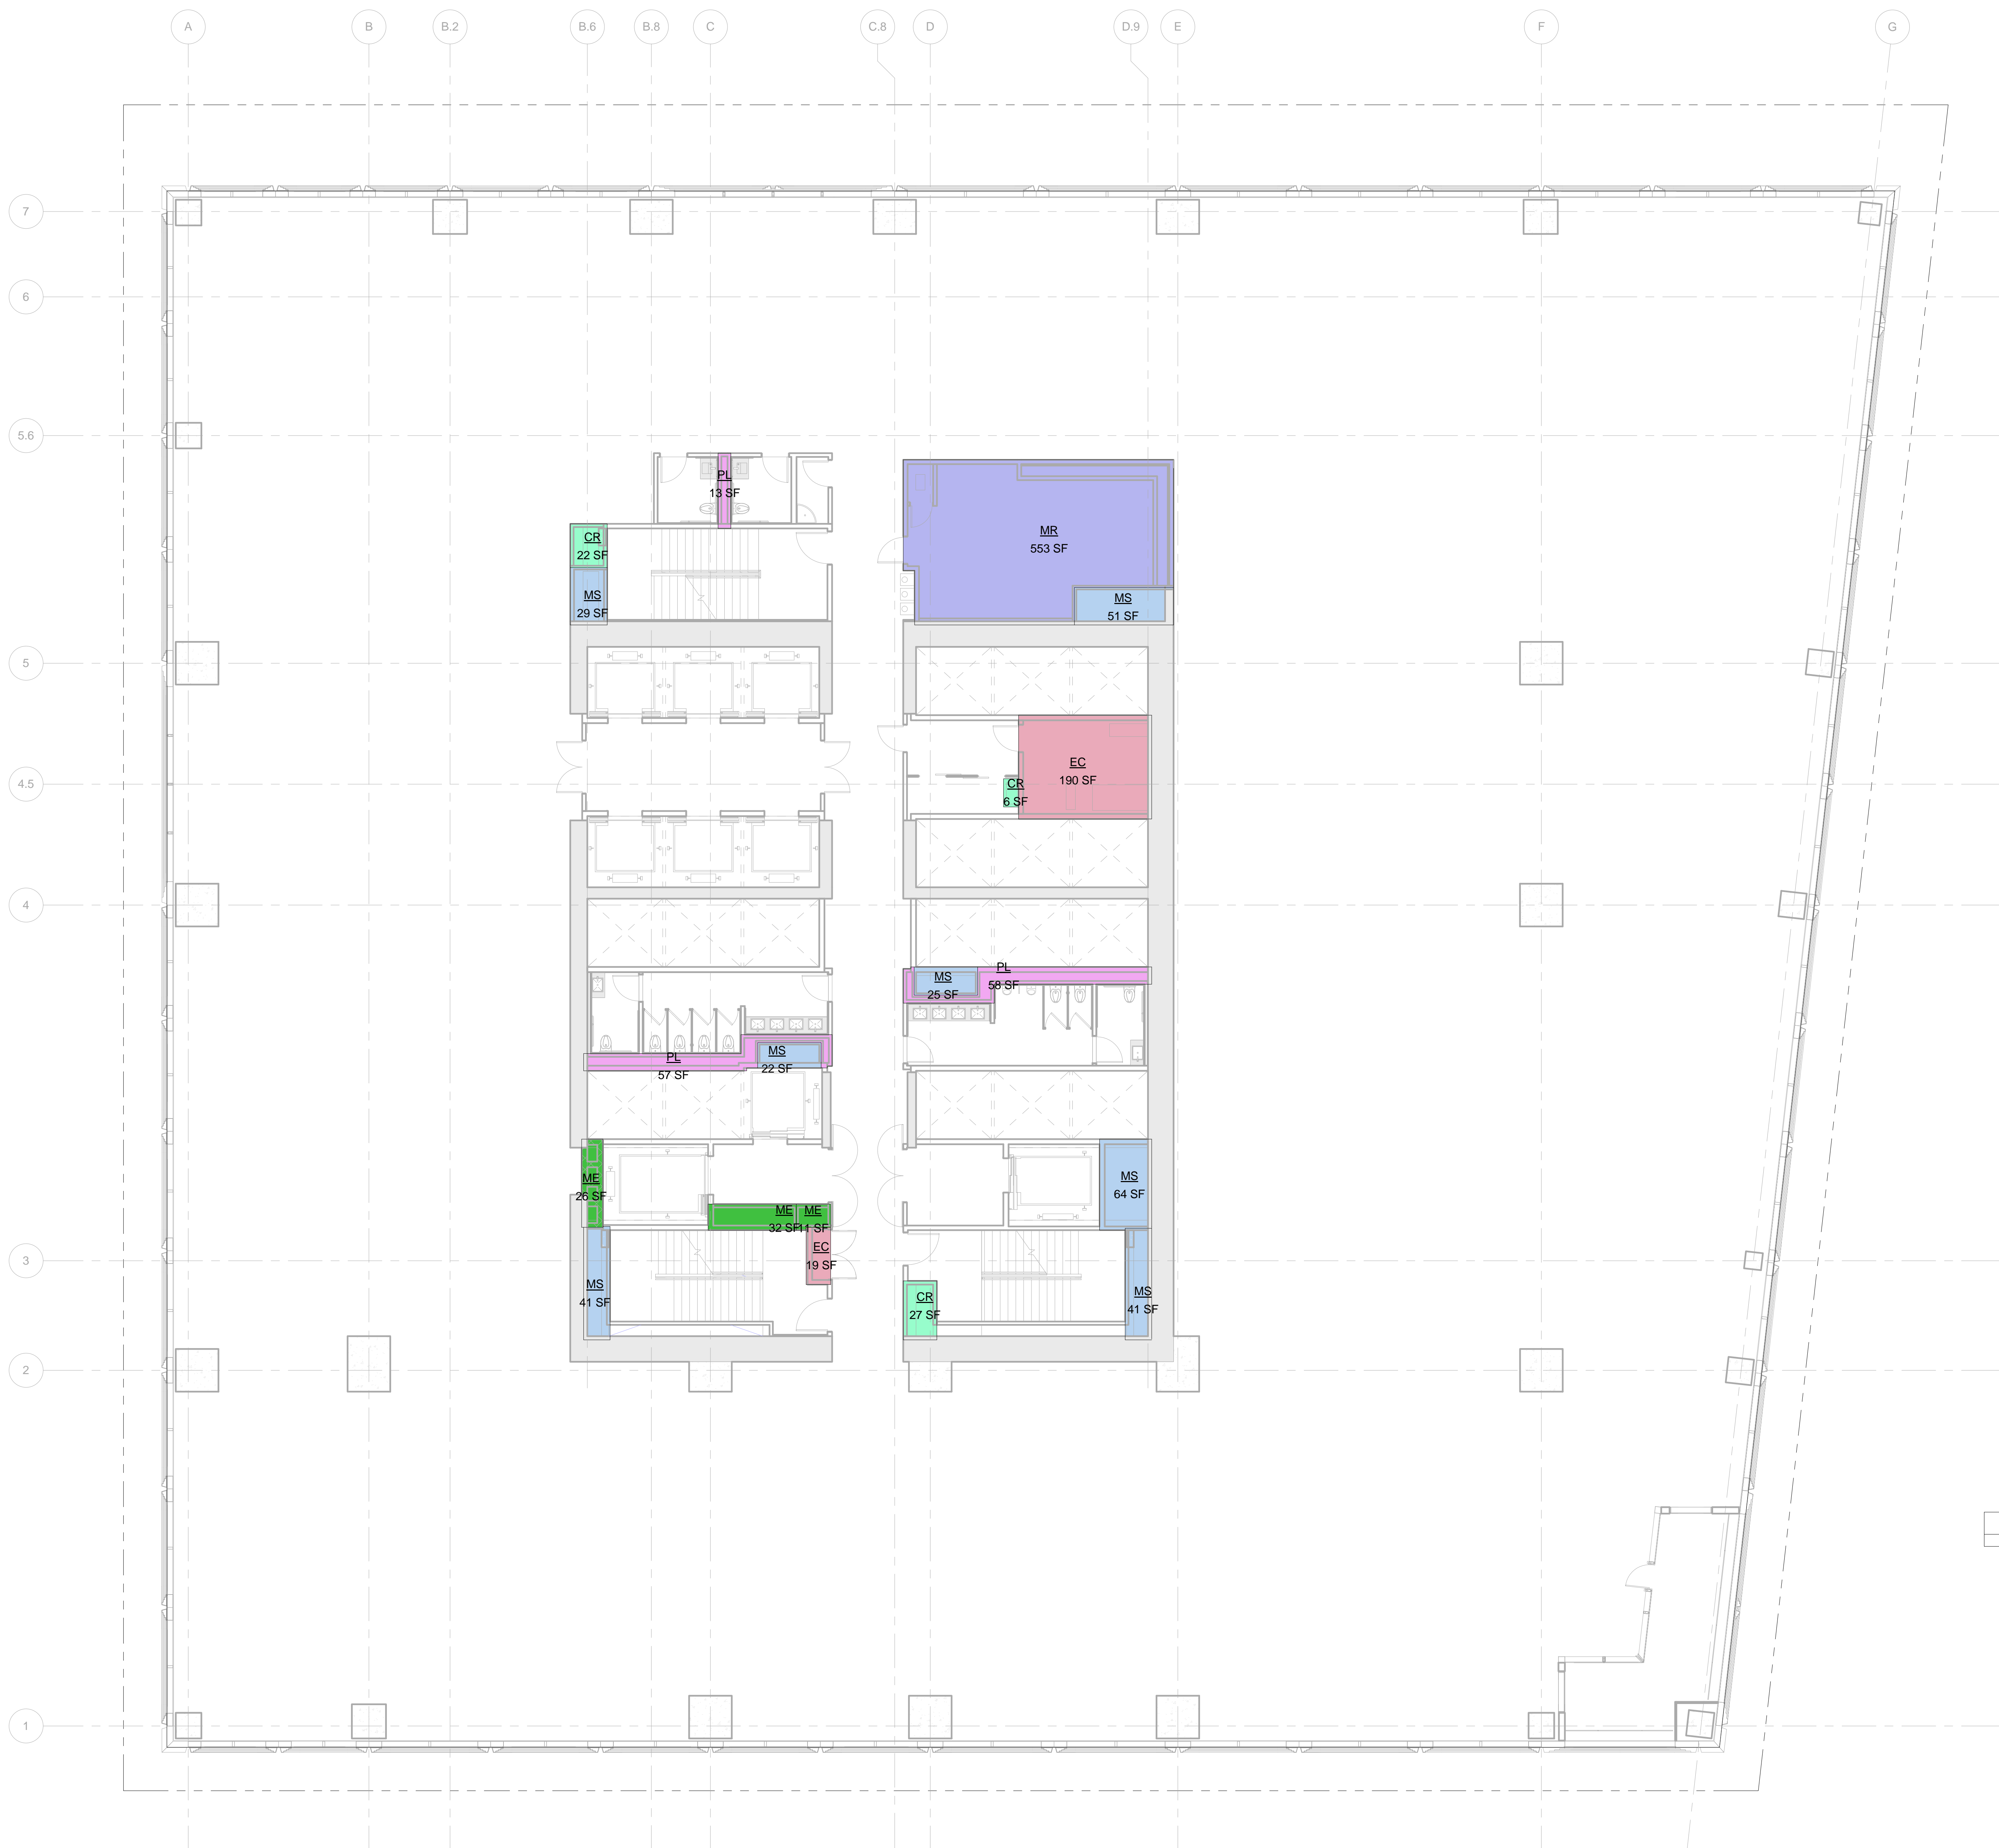 A
B
B.2
B.6
B.8
C
C.8
D
D.9
E
F
G
7
6
5.6
5
4.5
4
3
2
1
PL
13 SF
CR
22 SF
MS
29 SF
MR
553 SF
MS
51 SF
EC
190 SF
CR
6 SF
MS
25 SF
PL
58 SF
PL
57 SF
MS
22 SF
ME
26 SF
ME
32 SF
ME
11 SF
EC
19 SF
MS
41 SF
MS
64 SF
CR
27 SF
MS
41 SF